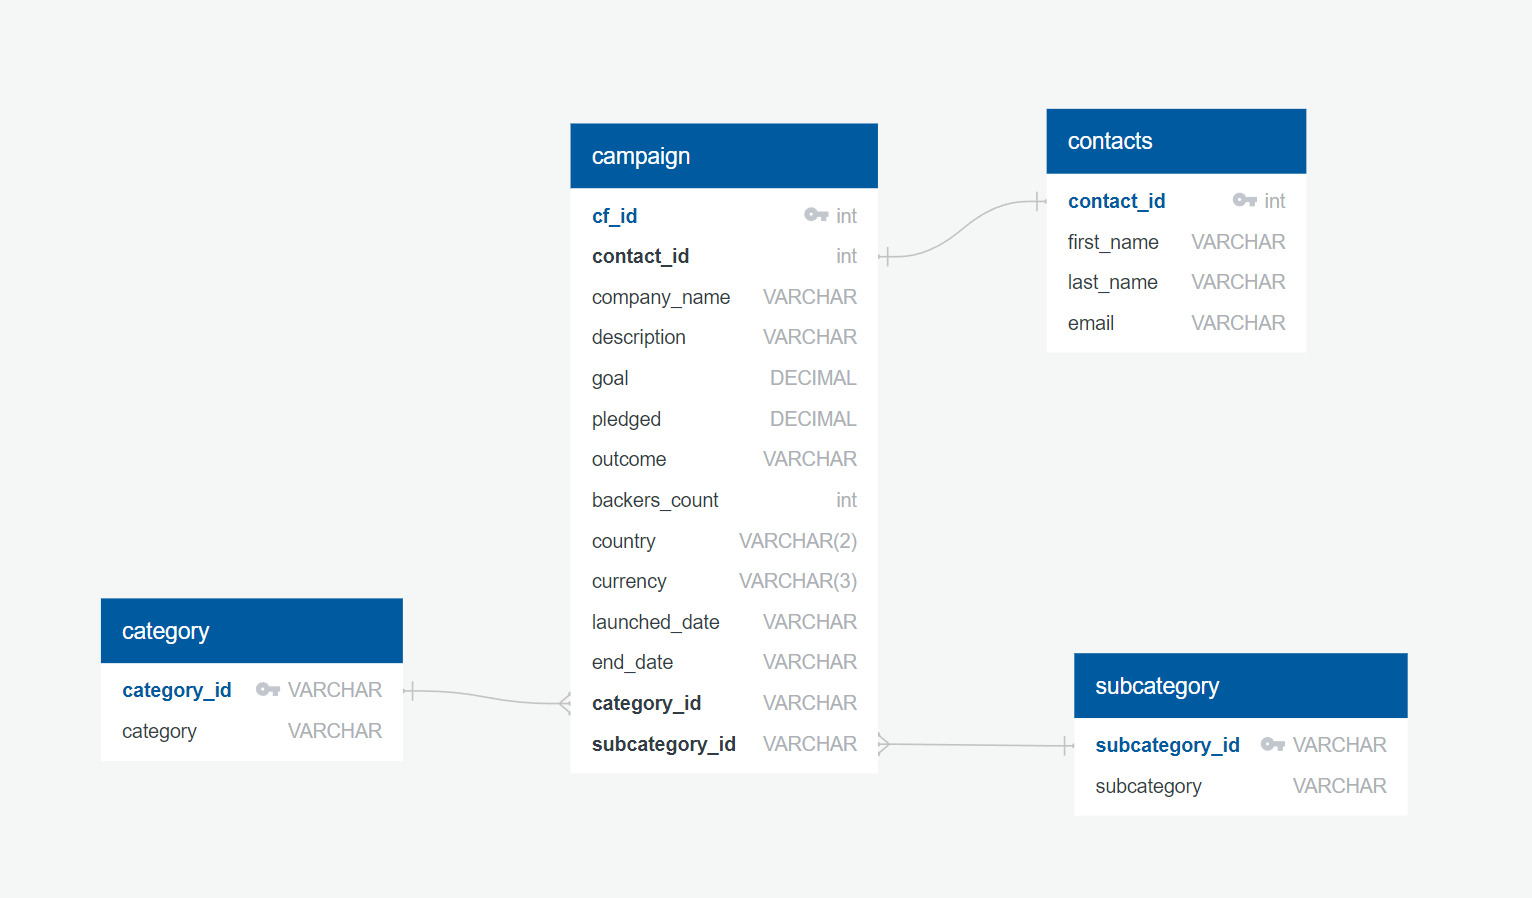 campaign
cf_id int
contact_id int
company_name VARCHAR
description VARCHAR
goal DECIMAL
pledged DECIMAL
outcome VARCHAR
backers_count int
country VARCHAR(2)
currency VARCHAR(3)
launched_date VARCHAR
end_date VARCHAR
category_id VARCHAR
subcategory_id VARCHAR
contacts
contact_id int
first_name VARCHAR
last_name VARCHAR
email VARCHAR
category
category_id VARCHAR
category VARCHAR
subcategory
subcategory_id VARCHAR
subcategory VARCHAR